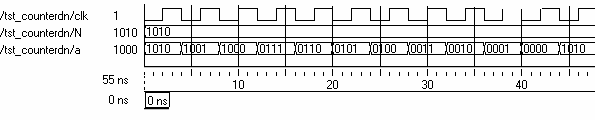 /tst_counterdn/clk 1
/tst_counterdn/N 1010 1010
/tst_counterdn/a 1000 1010 1001 1000 0111 0110 0101 0100 0011 0010 0001 0000 1010
55 ns 10 20 30 40
0 ns 0 ns